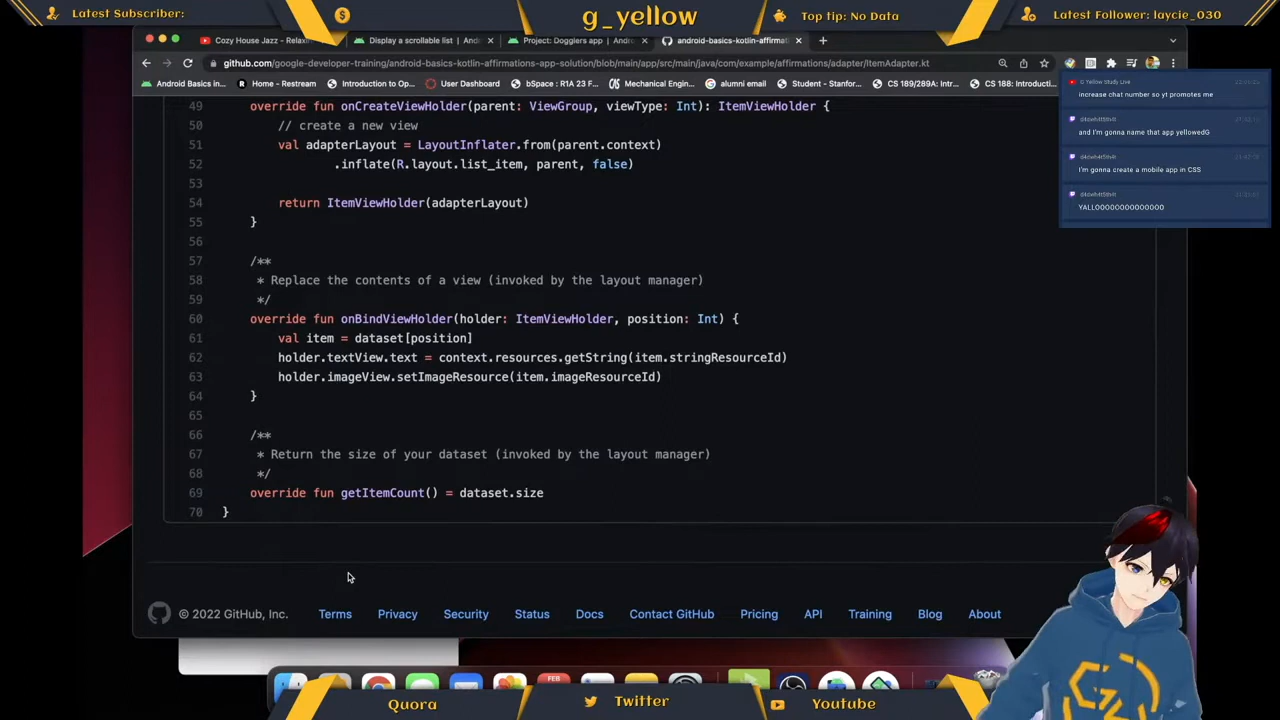 Latest Subscriber:
g_yellow
Top tip: No Data
Latest Follower: laycie_030
Cozy House Jazz - Relaxi
Display a scrollable list | And
Project: Dogglers app | Andro
android-basics-kotlin-affirmat
github.com/google-developer-training/android-basics-kotlin-affirmations-app-solution/blob/main/app/src/main/java/com/example/affirmations/adapter/ItemAdapter.kt
Android Basics in...
Home - Restream
Introduction to O...
User Dashboard
bSpace : R1A 23 F...
Mechanical Engin...
alumni email
Student - Stanfor...
CS 189/289A: Intr...
CS 188: Introducti...
49 override fun onCreateViewHolder(parent: ViewGroup, viewType: Int): ItemViewHolder {
50 // create a new view
51 val adapterLayout = LayoutInflater.from(parent.context)
52 .inflate(R.layout.list_item, parent, false)
53
54 return ItemViewHolder(adapterLayout)
55 }
56
57 /**
58 * Replace the contents of a view (invoked by the layout manager)
59 */
60 override fun onBindViewHolder(holder: ItemViewHolder, position: Int) {
61 val item = dataset[position]
62 holder.textView.text = context.resources.getString(item.stringResourceId)
63 holder.imageView.setImageResource(item.imageResourceId)
64 }
65
66 /**
67 * Return the size of your dataset (invoked by the layout manager)
68 */
69 override fun getItemCount() = dataset.size
70 }
G Yellow Study Live
increase chat number so yt promotes me
and I'm gonna name that app yellowedG
I'm gonna create a mobile app in CSS
YALLOOOOOOOOOOOOO
© 2022 GitHub, Inc.
Terms
Privacy
Security
Status
Docs
Contact GitHub
Pricing
API
Training
Blog
About
FEB
Quora
Twitter
Youtube